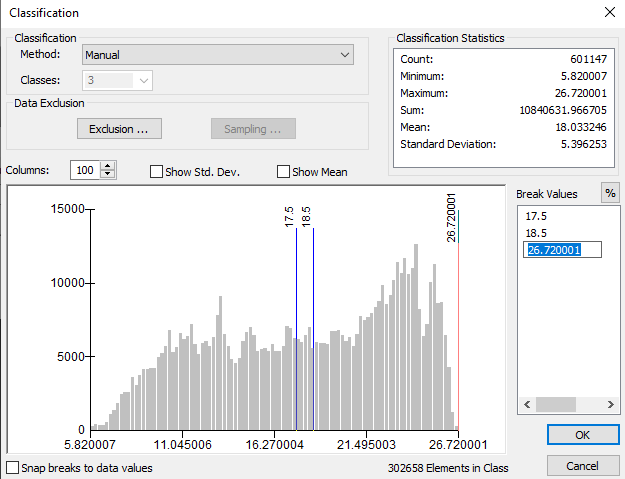 Classification
Classification
Method: Manual
Classes: 3
Data Exclusion
Exclusion ... Sampling ...
Classification Statistics
Count: 601147
Minimum: 5.820007
Maximum: 26.720001
Sum: 10840631.966705
Mean: 18.033246
Standard Deviation: 5.396253
Columns: 100 Show Std. Dev. Show Mean
Break Values %
17.5
18.5
26.720001
17.5 18.5 26.720001
15000
10000
5000
0
5.820007 11.045006 16.270004 21.495003 26.720001
OK
Snap breaks to data values 302658 Elements in Class Cancel